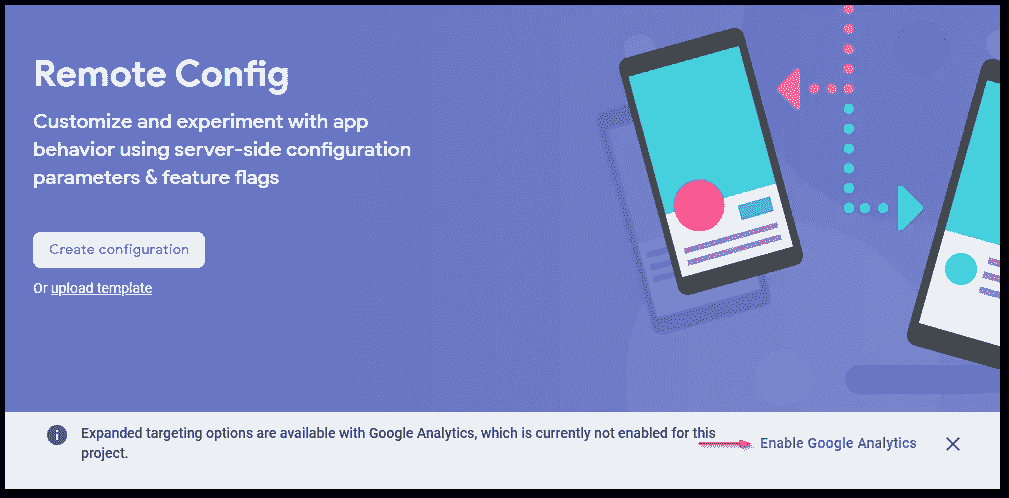 Remote Config
Customize and experiment with app
behavior using server-side configuration
parameters & feature flags
Create configuration
Or upload template
Expanded targeting options are available with Google Analytics, which is currently not enabled for this
project.
Enable Google Analytics